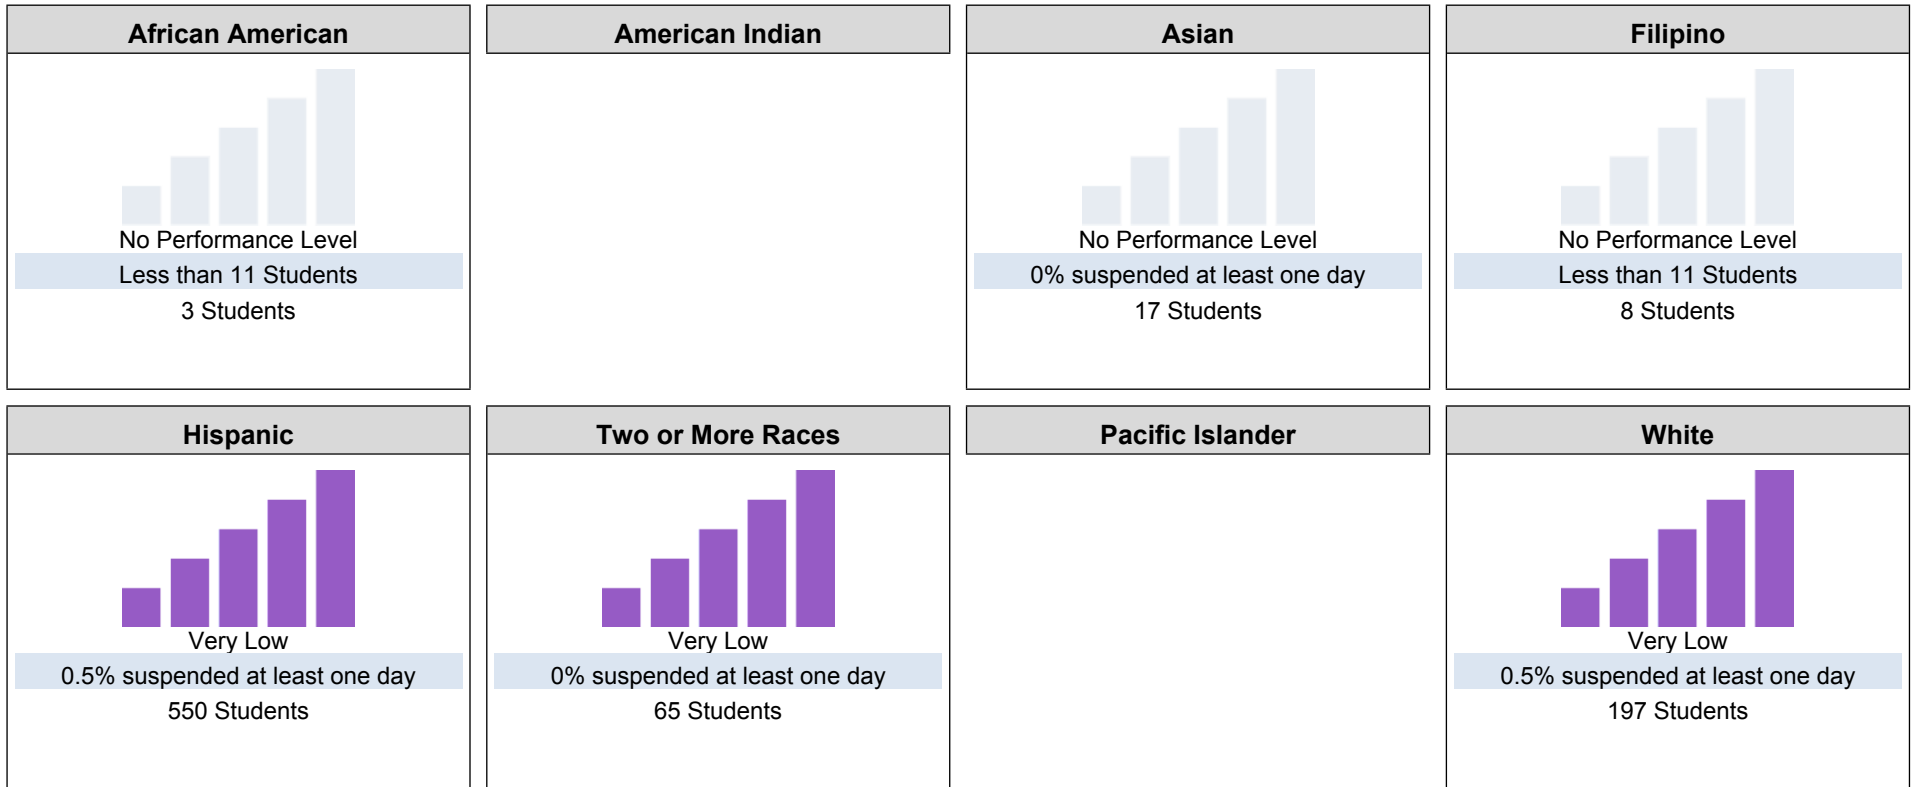 African American
No Performance Level
Less than 11 Students
3 Students
American Indian
Asian
No Performance Level
0% suspended at least one day
17 Students
Filipino
No Performance Level
Less than 11 Students
8 Students
Hispanic
Very Low
0.5% suspended at least one day
550 Students
Two or More Races
Very Low
0% suspended at least one day
65 Students
Pacific Islander
White
Very Low
0.5% suspended at least one day
197 Students